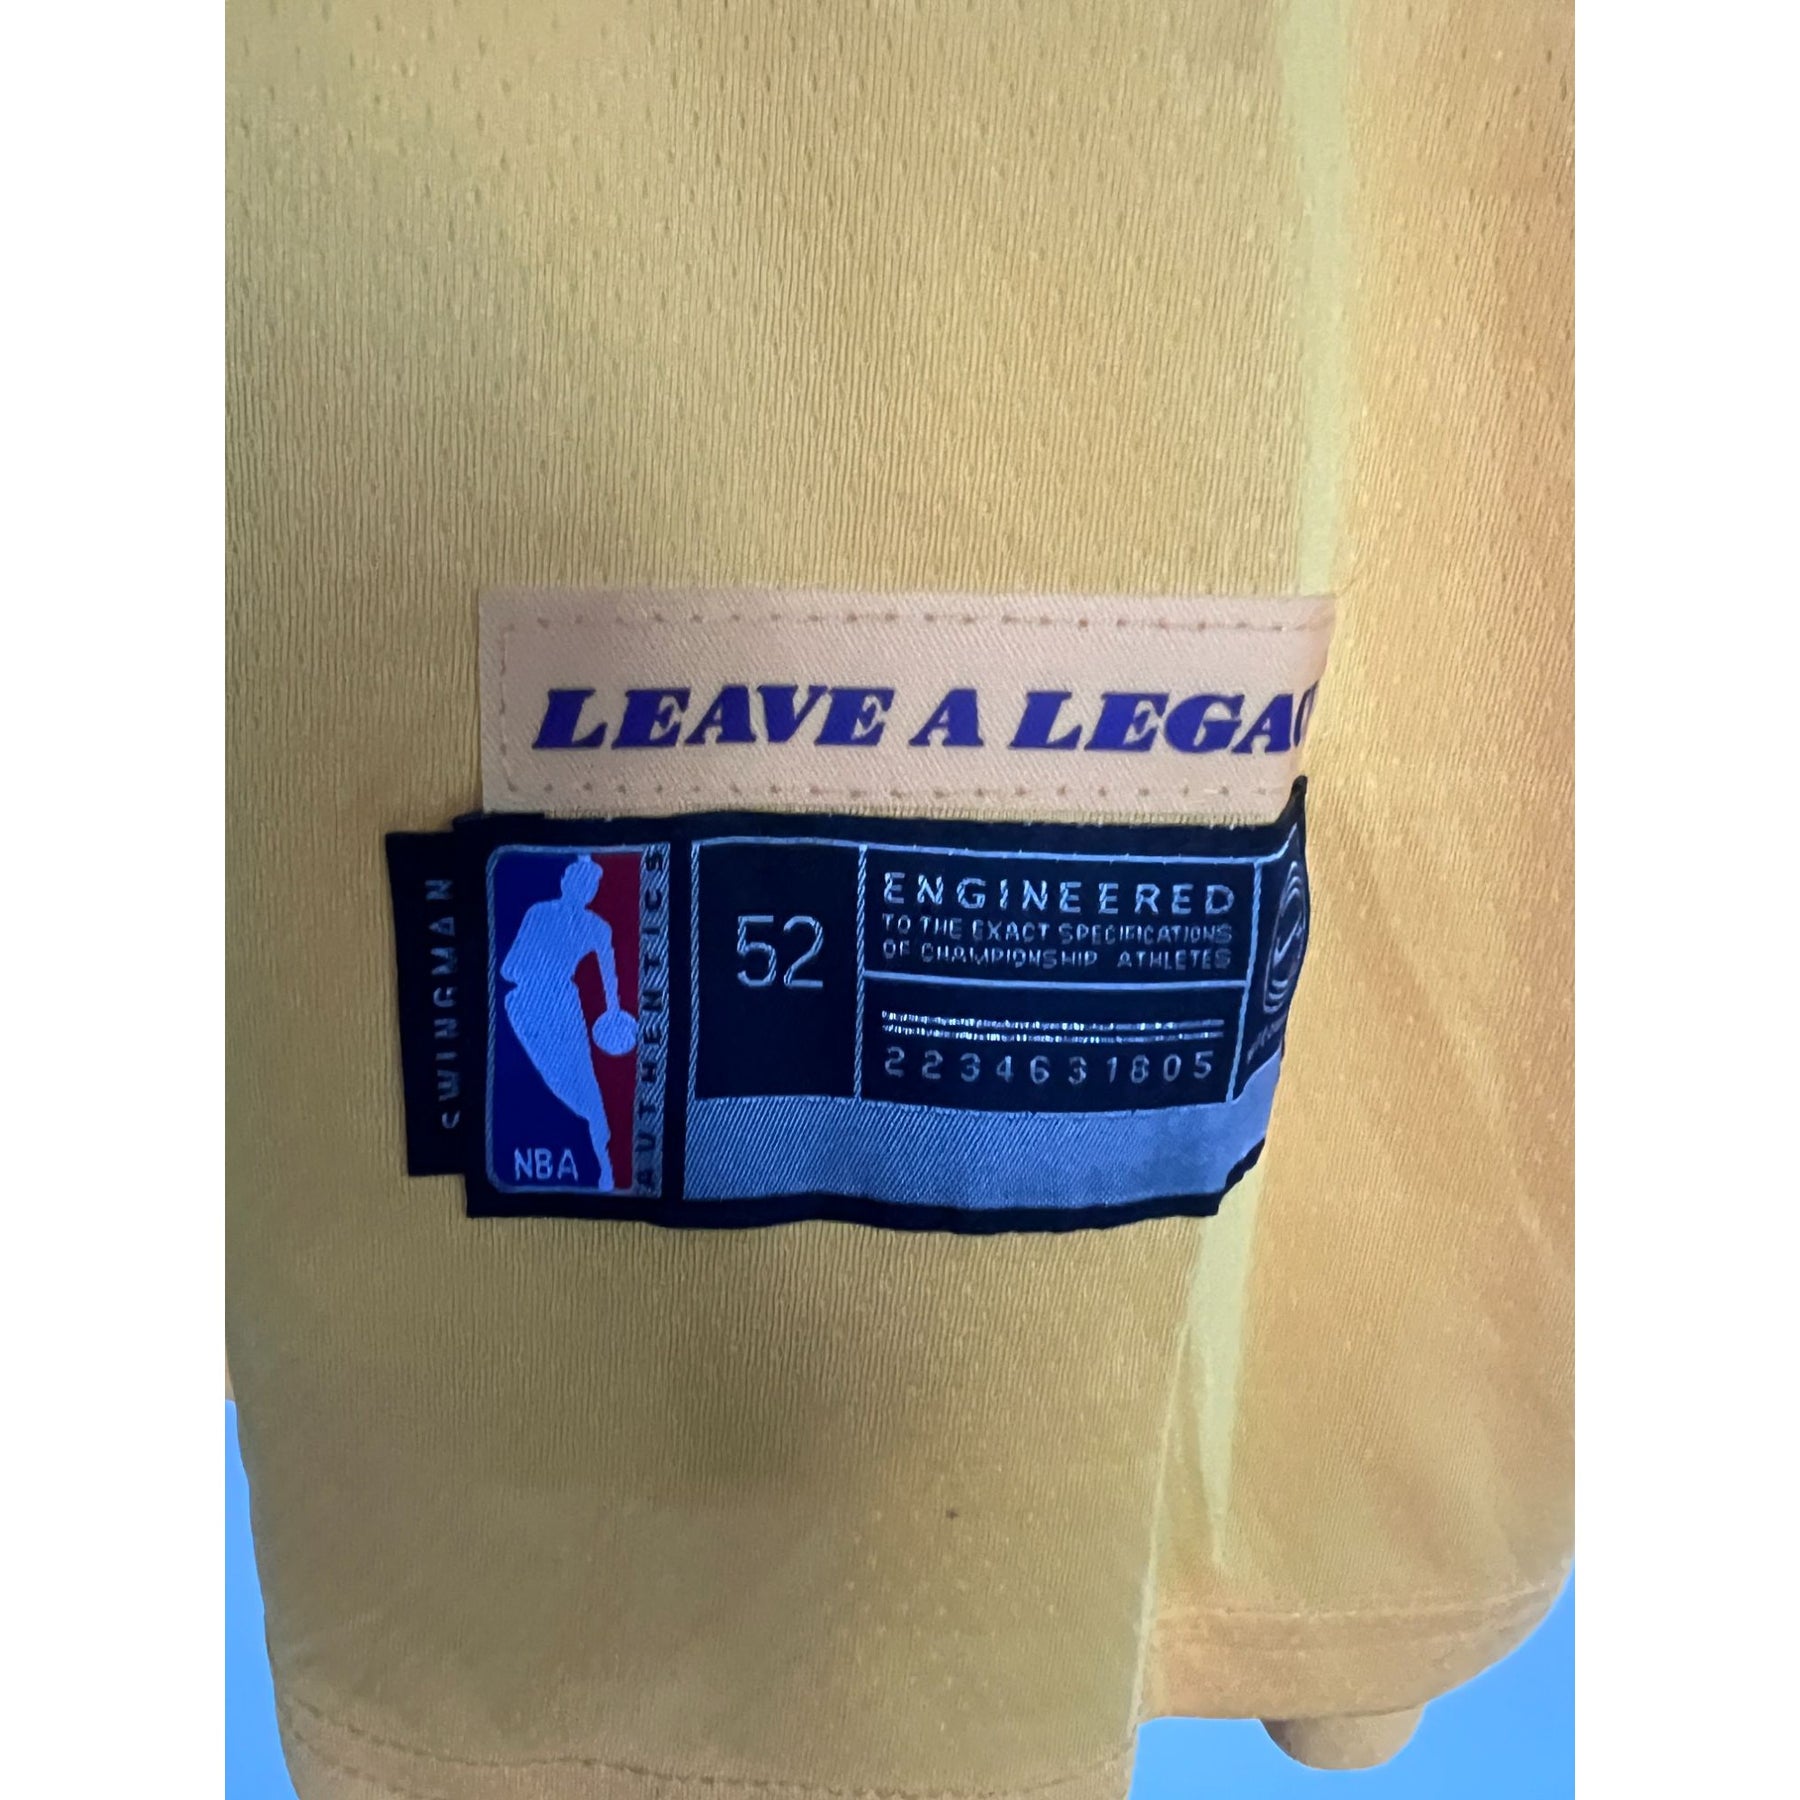 LEAVE A LEGAC
SWINGMAN
NBA
AUTHENTICS
52
ENGINEERED
TO THE EXACT SPECIFICATIONS
OF CHAMPIONSHIP ATHLETES
2234631805